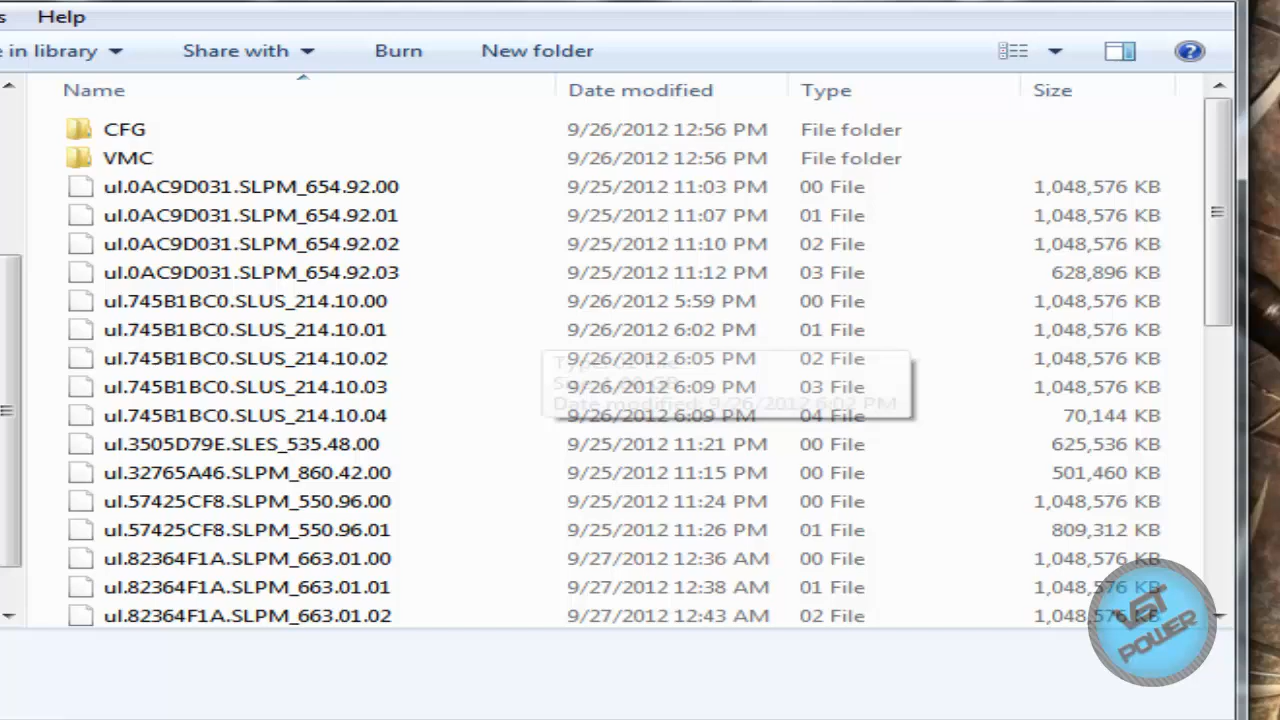 s Help
e in library Share with Burn New folder
Name Date modified Type Size
CFG 9/26/2012 12:56 PM File folder
VMC 9/26/2012 12:56 PM File folder
ul.0AC9D031.SLPM_654.92.00 9/25/2012 11:03 PM 00 File 1,048,576 KB
ul.0AC9D031.SLPM_654.92.01 9/25/2012 11:07 PM 01 File 1,048,576 KB
ul.0AC9D031.SLPM_654.92.02 9/25/2012 11:10 PM 02 File 1,048,576 KB
ul.0AC9D031.SLPM_654.92.03 9/25/2012 11:12 PM 03 File 628,896 KB
ul.745B1BC0.SLUS_214.10.00 9/26/2012 5:59 PM 00 File 1,048,576 KB
ul.745B1BC0.SLUS_214.10.01 9/26/2012 6:02 PM 01 File 1,048,576 KB
ul.745B1BC0.SLUS_214.10.02 9/26/2012 6:05 PM 02 File 1,048,576 KB
ul.745B1BC0.SLUS_214.10.03 9/26/2012 6:09 PM 03 File 1,048,576 KB
Date modified: 9/26/2012 6:02 PM
ul.745B1BC0.SLUS_214.10.04 9/26/2012 6:09 PM 04 File 70,144 KB
ul.3505D79E.SLES_535.48.00 9/25/2012 11:21 PM 00 File 625,536 KB
ul.32765A46.SLPM_860.42.00 9/25/2012 11:15 PM 00 File 501,460 KB
ul.57425CF8.SLPM_550.96.00 9/25/2012 11:24 PM 00 File 1,048,576 KB
ul.57425CF8.SLPM_550.96.01 9/25/2012 11:26 PM 01 File 809,312 KB
ul.82364F1A.SLPM_663.01.00 9/27/2012 12:36 AM 00 File 1,048,576 KB
ul.82364F1A.SLPM_663.01.01 9/27/2012 12:38 AM 01 File 1,048,576 KB
ul.82364F1A.SLPM_663.01.02 9/27/2012 12:43 AM 02 File 1,048,576 KB
POWER